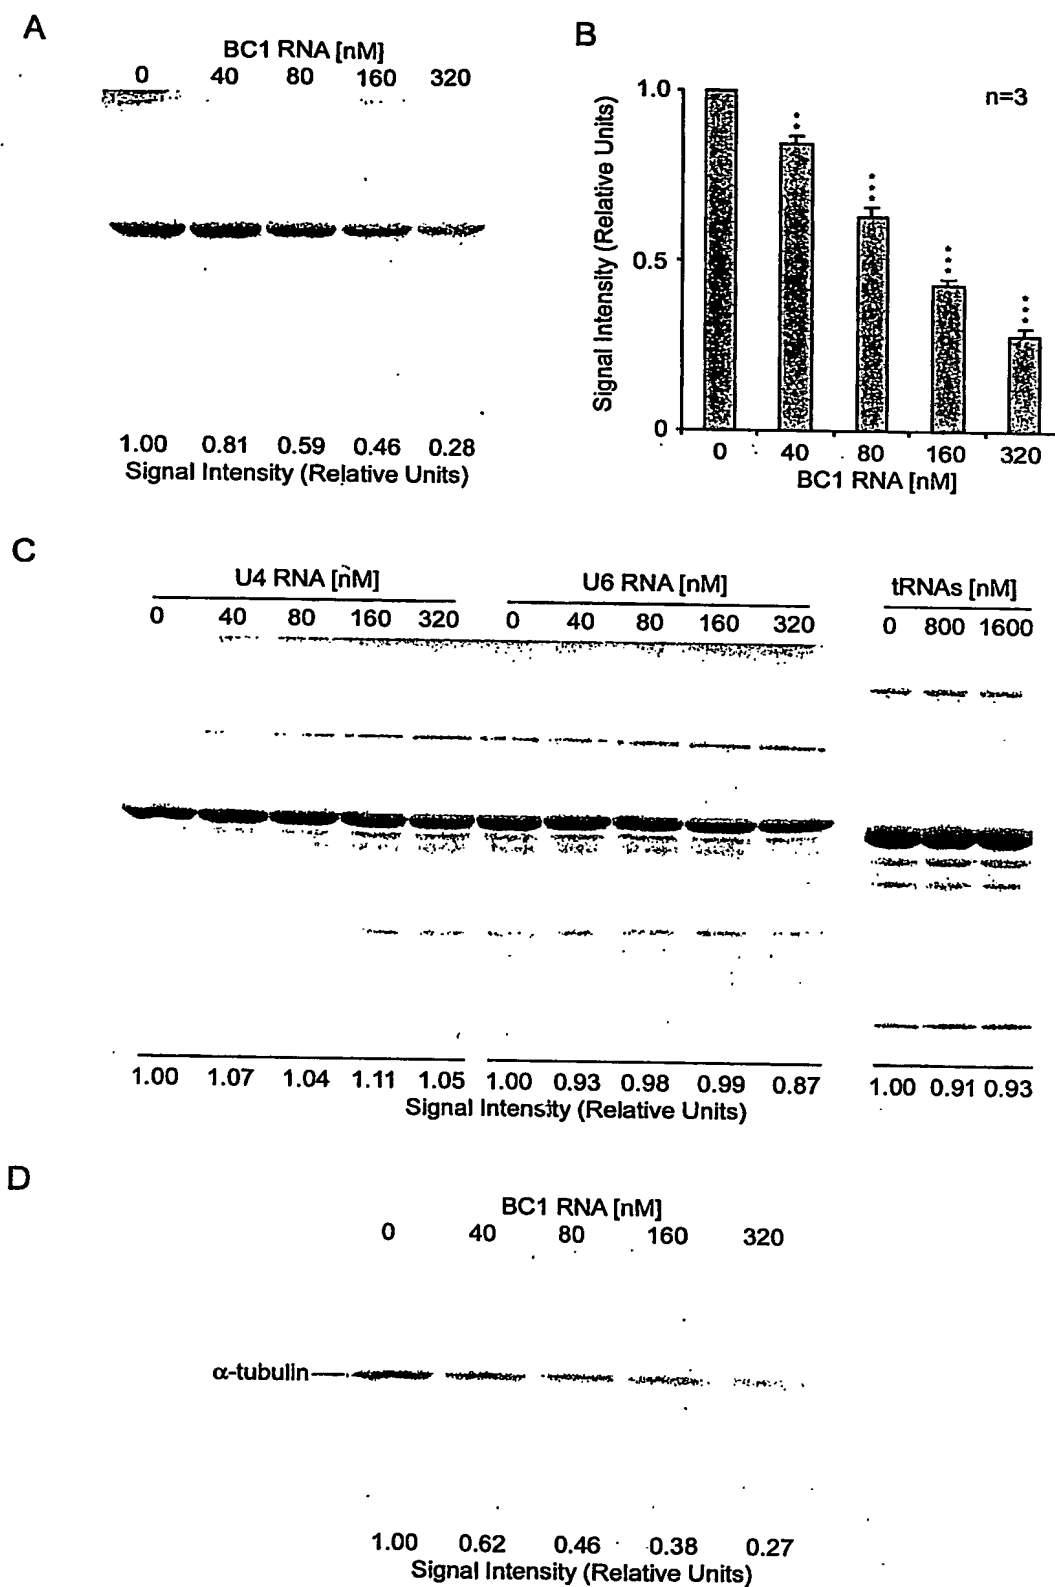 A
BC1 RNA [nM]
0 40 80 160 320
1.00 0.81 0.59 0.46 0.28
Signal Intensity (Relative Units)
B
n=3
Signal Intensity (Relative Units)
1.0
0.5
0
** *** *** ***
0 40 80 160 320
BC1 RNA [nM]
C
U4 RNA [nM] U6 RNA [nM] tRNAs [nM]
0 40 80 160 320 0 40 80 160 320 0 800 1600
1.00 1.07 1.04 1.11 1.05 1.00 0.93 0.98 0.99 0.87 1.00 0.91 0.93
Signal Intensity (Relative Units)
D
BC1 RNA [nM]
0 40 80 160 320
α-tubulin
1.00 0.62 0.46 0.38 0.27
Signal Intensity (Relative Units)